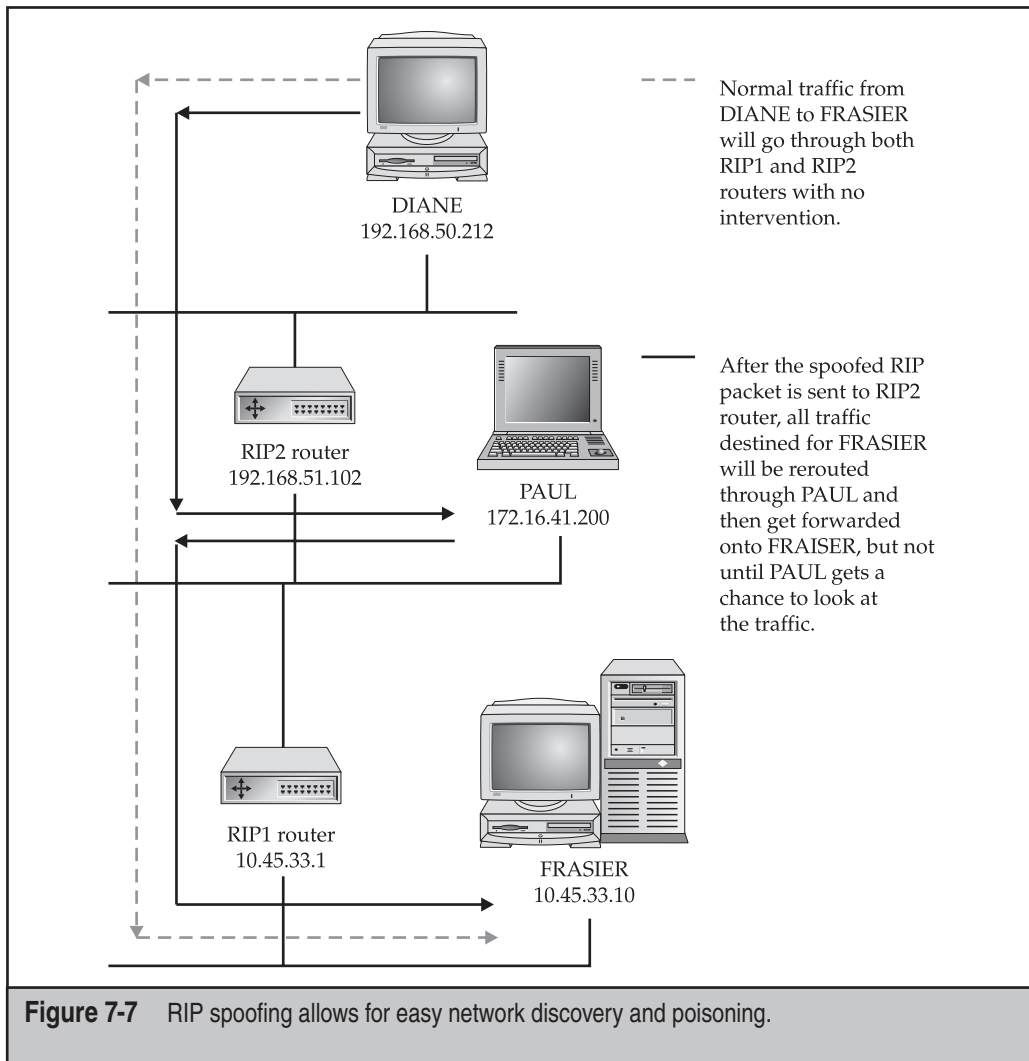 DIANE
192.168.50.212
Normal traffic from
DIANE to FRASIER
will go through both
RIP1 and RIP2
routers with no
intervention.
RIP2 router
192.168.51.102
PAUL
172.16.41.200
After the spoofed RIP
packet is sent to RIP2
router, all traffic
destined for FRASIER
will be rerouted
through PAUL and
then get forwarded
onto FRAISER, but not
until PAUL gets a
chance to look at
the traffic.
RIP1 router
10.45.33.1
FRASIER
10.45.33.10
Figure 7-7 RIP spoofing allows for easy network discovery and poisoning.